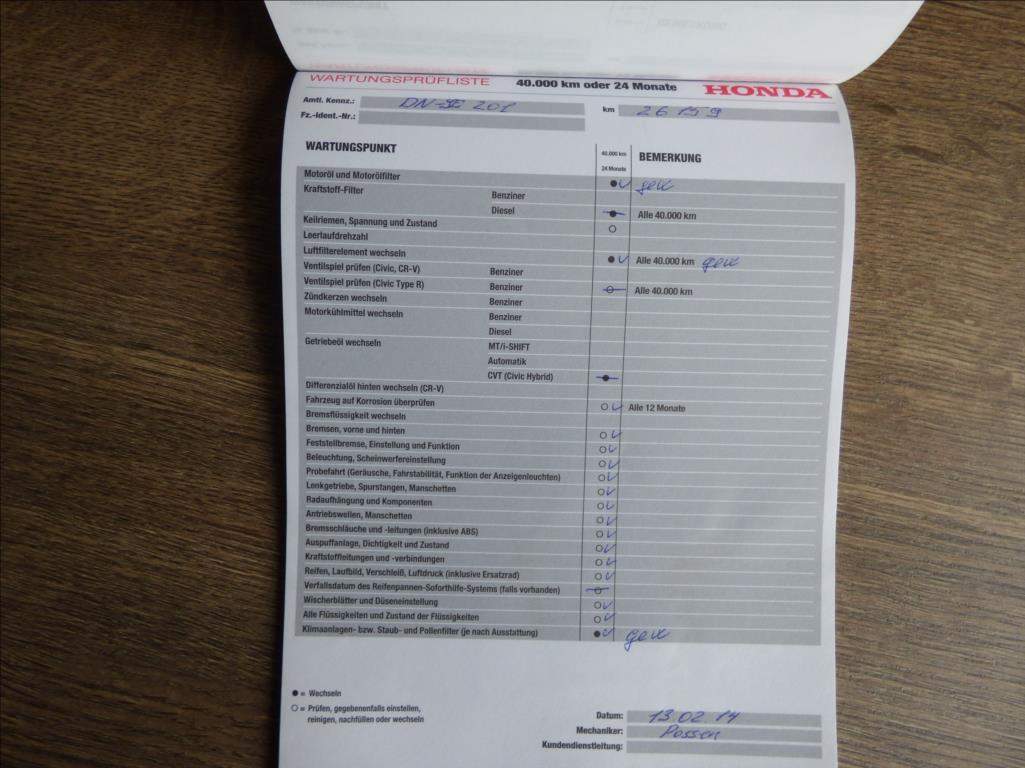 WARTUNGSPRÜFLISTE 40.000 km oder 24 Monate HONDA
Amtl. Kennz.: DN-SE 201 km 26159
Fz.-Ident.-Nr.:
WARTUNGSPUNKT 40.000 km 24 Monate BEMERKUNG
Motoröl und Motorölfilter gew
Kraftstoff-Filter Benziner
Diesel Alle 40.000 km
Keilriemen, Spannung und Zustand
Leerlaufdrehzahl
Luftfilterelement wechseln Alle 40.000 km gew
Ventilspiel prüfen (Civic, CR-V) Benziner
Ventilspiel prüfen (Civic Type R) Benziner Alle 40.000 km
Zündkerzen wechseln Benziner
Motorkühlmittel wechseln Benziner
Diesel
Getriebeöl wechseln MT/i-SHIFT
Automatik
CVT (Civic Hybrid)
Differenzialöl hinten wechseln (CR-V)
Fahrzeug auf Korrosion überprüfen Alle 12 Monate
Bremsflüssigkeit wechseln
Bremsen, vorne und hinten
Feststellbremse, Einstellung und Funktion
Beleuchtung, Scheinwerfereinstellung
Probefahrt (Geräusche, Fahrstabilität, Funktion der Anzeigenleuchten)
Lenkgetriebe, Spurstangen, Manschetten
Radaufhängung und Komponenten
Antriebswellen, Manschetten
Bremsschläuche und -leitungen (inklusive ABS)
Auspuffanlage, Dichtigkeit und Zustand
Kraftstoffleitungen und -verbindungen
Reifen, Laufbild, Verschleiß, Luftdruck (inklusive Ersatzrad)
Verfallsdatum des Reifenpannen-Soforthilfe-Systems (falls vorhanden)
Wischerblätter und Düseneinstellung
Alle Flüssigkeiten und Zustand der Flüssigkeiten
Klimaanlagen- bzw. Staub- und Pollenfilter (je nach Ausstattung) gew
● = Wechseln
○ = Prüfen, gegebenenfalls einstellen,
reinigen, nachfüllen oder wechseln
Datum: 13.02.14
Mechaniker:
Kundendienstleitung: